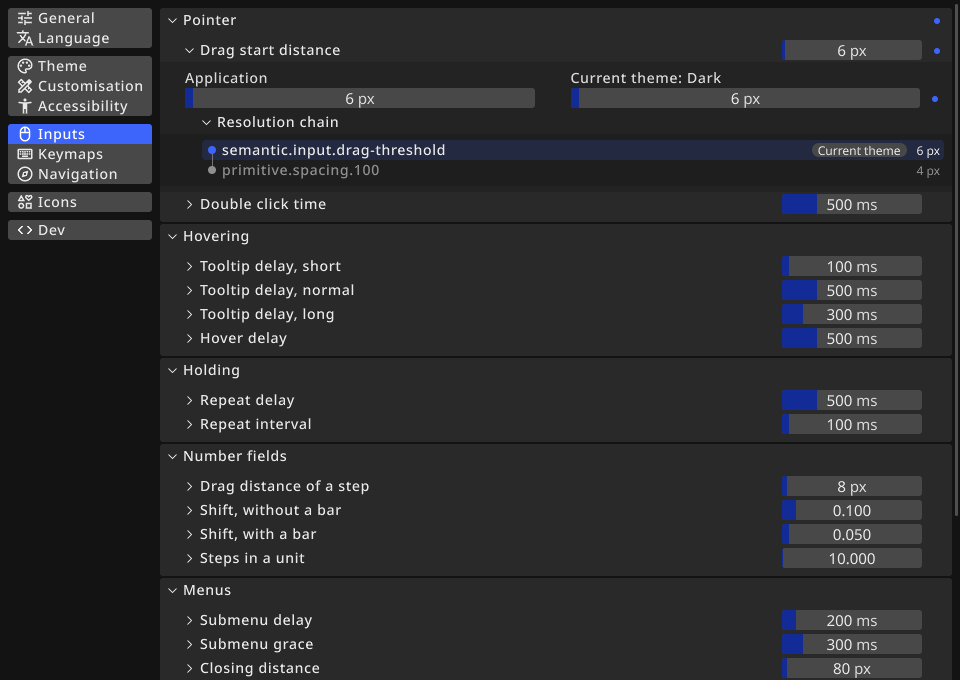 General
Language
Theme
Customisation
Accessibility
Inputs
Keymaps
Navigation
Icons
Dev
Pointer
Drag start distance 6 px
Application Current theme: Dark
6 px 6 px
Resolution chain
semantic.input.drag-threshold Current theme 6 px
primitive.spacing.100 4 px
Double click time 500 ms
Hovering
Tooltip delay, short 100 ms
Tooltip delay, normal 500 ms
Tooltip delay, long 300 ms
Hover delay 500 ms
Holding
Repeat delay 500 ms
Repeat interval 100 ms
Number fields
Drag distance of a step 8 px
Shift, without a bar 0.100
Shift, with a bar 0.050
Steps in a unit 10.000
Menus
Submenu delay 200 ms
Submenu grace 300 ms
Closing distance 80 px